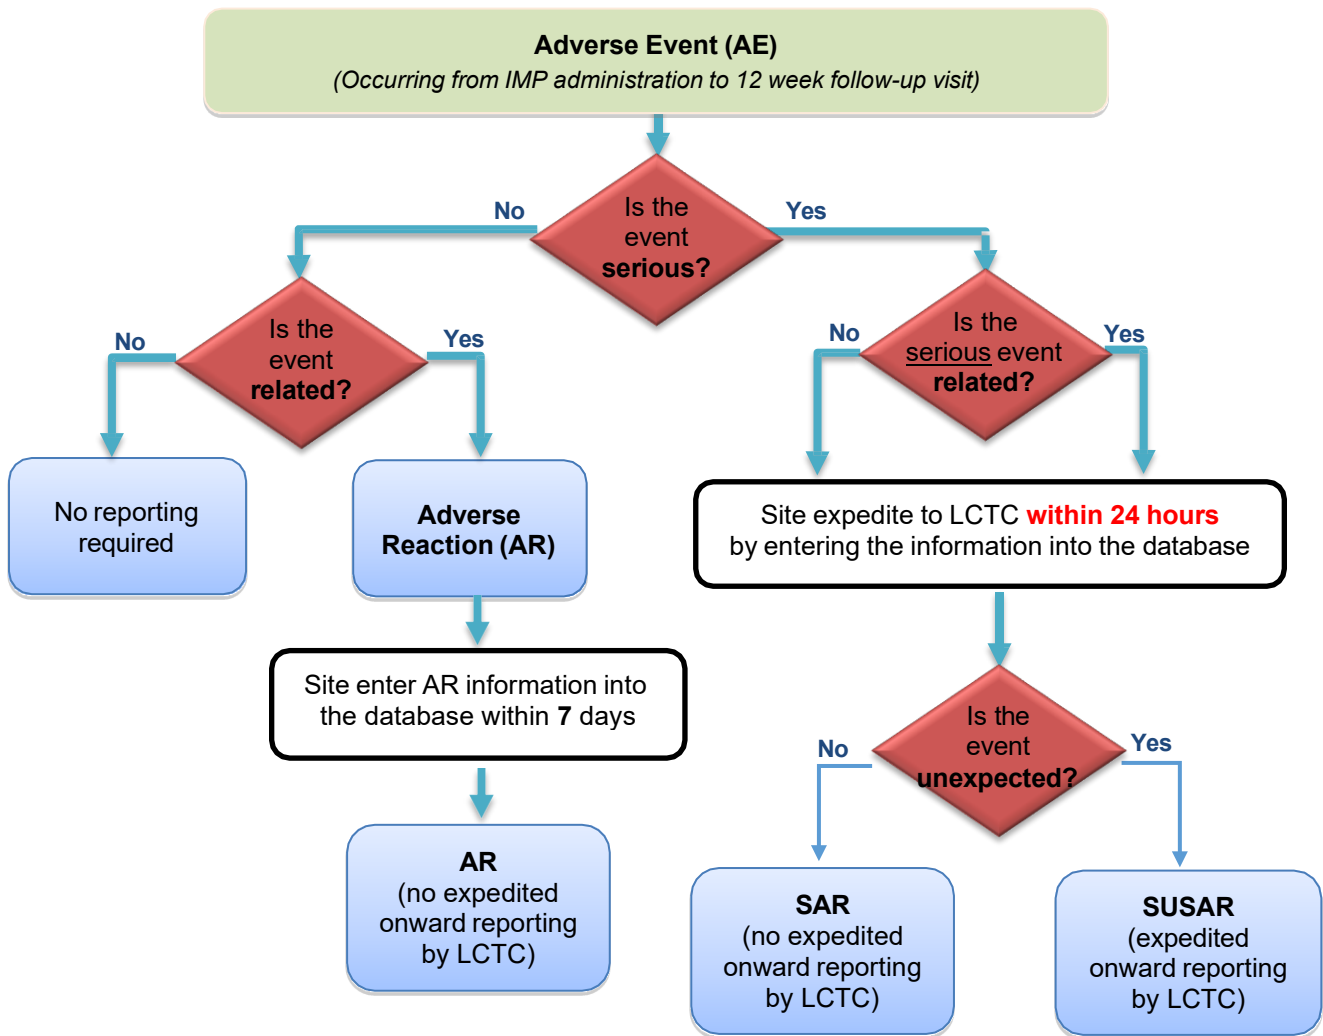 Adverse Event (AE)
(Occurring from IMP administration to 12 week follow-up visit)
No
Yes
Is the
event
serious?
No
Yes
Is the
event
related?
No
Yes
Is the
serious event
related?
No reporting
required
Adverse
Reaction (AR)
Site expedite to LCTC within 24 hours
by entering the information into the database
Site enter AR information into
the database within 7 days
No
Yes
Is the
event
unexpected?
AR
(no expedited
onward reporting
by LCTC)
SAR
(no expedited
onward reporting
by LCTC)
SUSAR
(expedited
onward reporting
by LCTC)